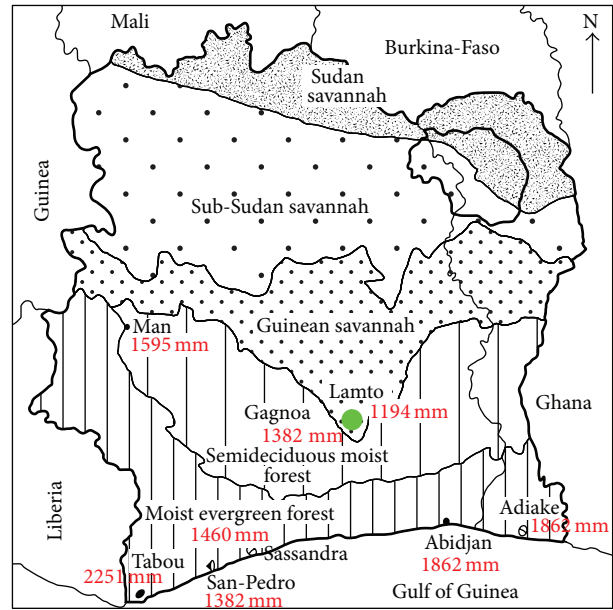 Mali
Burkina-Faso
N
Sudan
savannah
Guinea
Sub-Sudan savannah
Guinean savannah
Man
1595 mm
Lamto
1194 mm
Gagnoa
1382 mm
Ghana
Semideciduous moist
forest
Liberia
Moist evergreen forest
1460 mm
Adiake
1862 mm
Sassandra
Abidjan
1862 mm
Tabou
2251 mm
San-Pedro
1382 mm
Gulf of Guinea